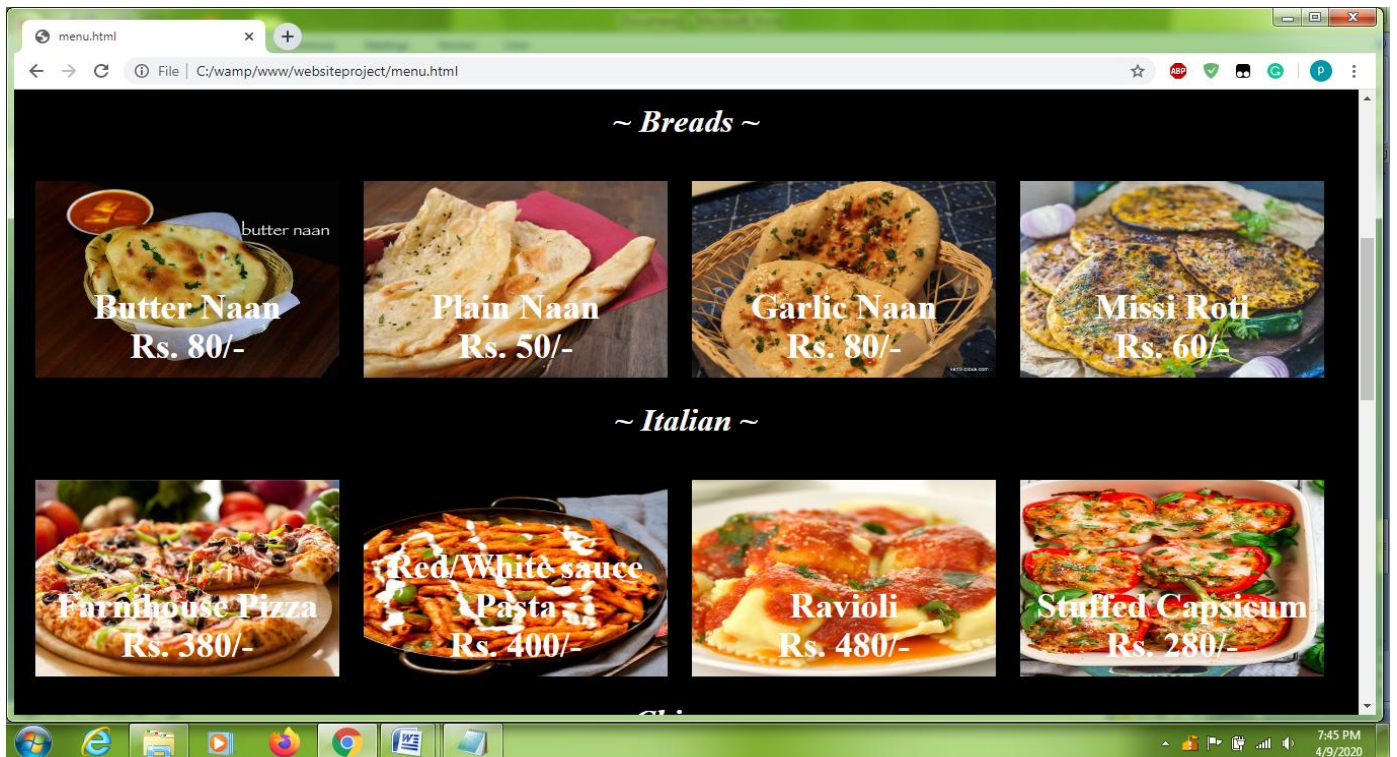 menu.html
File | C:/wamp/www/websiteproject/menu.html
ABP
P
~ Breads ~
butter naan
Butter Naan
Rs. 80/-
Plain Naan
Rs. 50/-
Garlic Naan
Rs. 80/-
Missi Roti
Rs. 60/-
~ Italian ~
Farmhouse Pizza
Rs. 380/-
Red/White sauce
Pasta
Rs. 400/-
Ravioli
Rs. 480/-
Stuffed Capsicum
Rs. 280/-
7:45 PM
4/9/2020